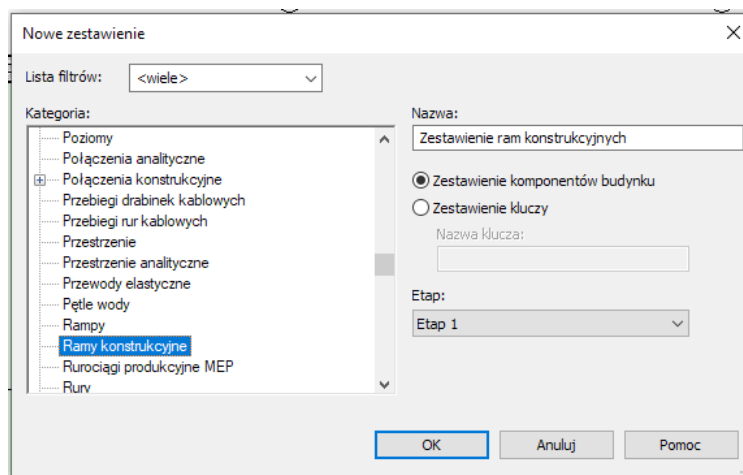 Nowe zestawienie
Lista filtrów:
<wiele>
Kategoria:
Poziomy
Połączenia analityczne
Połączenia konstrukcyjne
Przebiegi drabinek kablowych
Przebiegi rur kablowych
Przestrzenie
Przestrzenie analityczne
Przewody elastyczne
Pętle wody
Rampy
Ramy konstrukcyjne
Rurociągi produkcyjne MEP
Rury
Nazwa:
Zestawienie ram konstrukcyjnych
Zestawienie komponentów budynku
Zestawienie kluczy
Nazwa klucza:
Etap:
Etap 1
OK
Anuluj
Pomoc